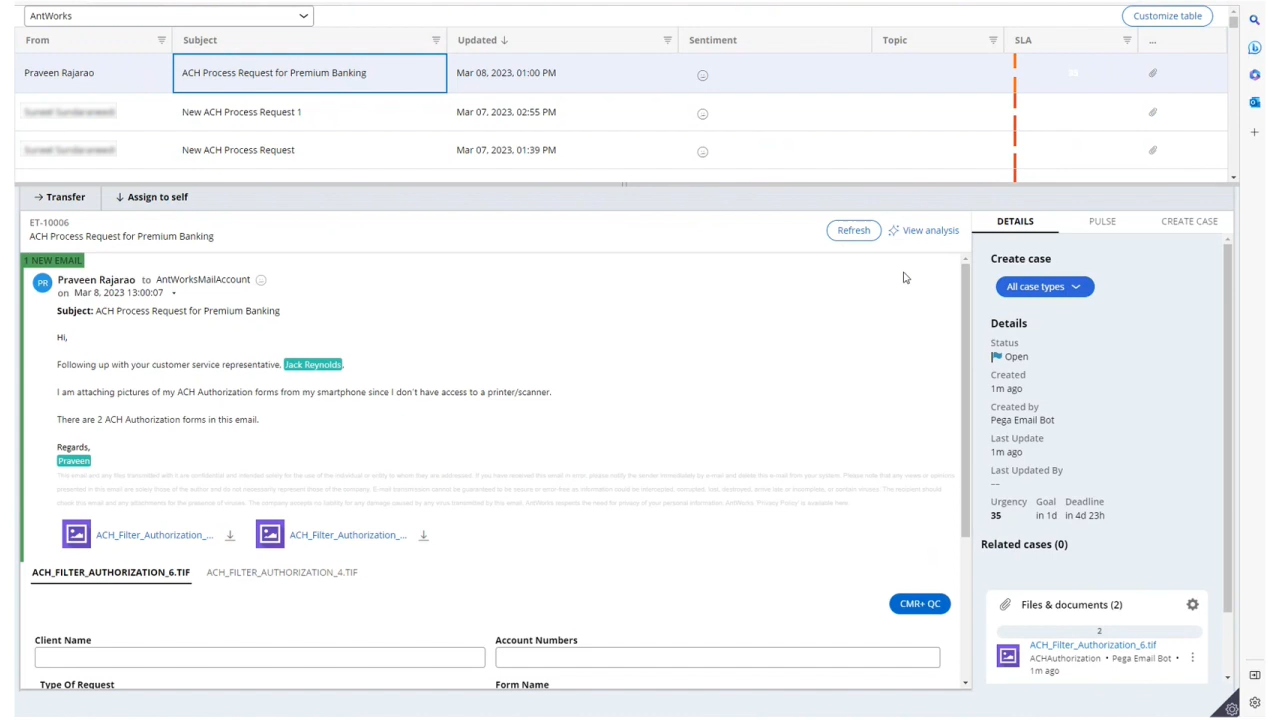 AntWorks
Customize table
From Subject Updated Sentiment Topic SLA ...
Praveen Rajarao ACH Process Request for Premium Banking Mar 08, 2023, 01:00 PM
New ACH Process Request 1 Mar 07, 2023, 02:55 PM
New ACH Process Request Mar 07, 2023, 01:39 PM
Transfer Assign to self
ET-10006
ACH Process Request for Premium Banking
Refresh View analysis
1 NEW EMAIL
PR Praveen Rajarao to AntWorksMailAccount
on Mar 8, 2023 13:00:07
Subject: ACH Process Request for Premium Banking
Hi,
Following up with your customer service representative, Jack Reynolds.
I am attaching pictures of my ACH Authorization forms from my smartphone since I don't have access to a printer/scanner.
There are 2 ACH Authorization forms in this email.
Regards,
Praveen
ACH_Filter_Authorization_... ACH_Filter_Authorization_...
ACH_FILTER_AUTHORIZATION_6.TIF ACH_FILTER_AUTHORIZATION_4.TIF
CMR+ QC
Client Name Account Numbers
Type Of Request Form Name
DETAILS PULSE CREATE CASE
Create case
All case types
Details
Status
Open
Created
1m ago
Created by
Pega Email Bot
Last Update
1m ago
Last Updated By
--
Urgency Goal Deadline
35 in 1d in 4d 23h
Related cases (0)
Files & documents (2)
2
ACH_Filter_Authorization_6.tif
ACHAuthorization • Pega Email Bot •
1m ago